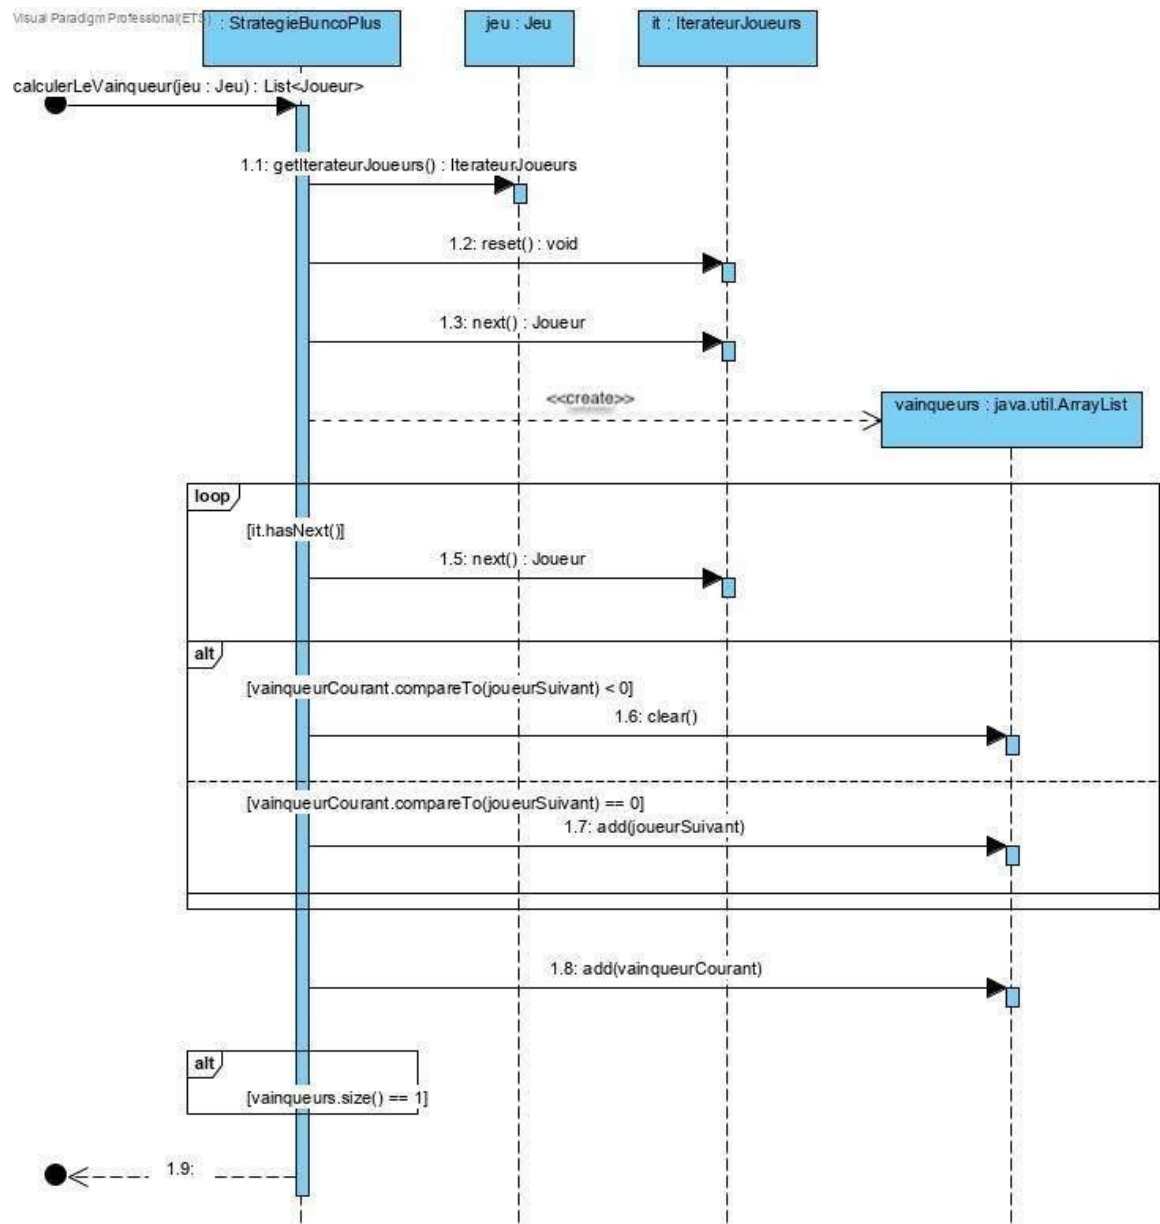 Visual Paradigm Professional(ETS)
: StrategieBuncoPlus
jeu : Jeu
it : IterateurJoueurs
calculerLeVainqueur(jeu : Jeu) : List<Joueur>
1.1: getIterateurJoueurs() : IterateurJoueurs
1.2: reset() : void
1.3: next() : Joueur
<<create>>
vainqueurs : java.util.ArrayList
loop
[it.hasNext()]
1.5: next() : Joueur
alt
[vainqueurCourant.compareTo(joueurSuivant) < 0]
1.6: clear()
[vainqueurCourant.compareTo(joueurSuivant) == 0]
1.7: add(joueurSuivant)
1.8: add(vainqueurCourant)
alt
[vainqueurs.size() == 1]
1.9: